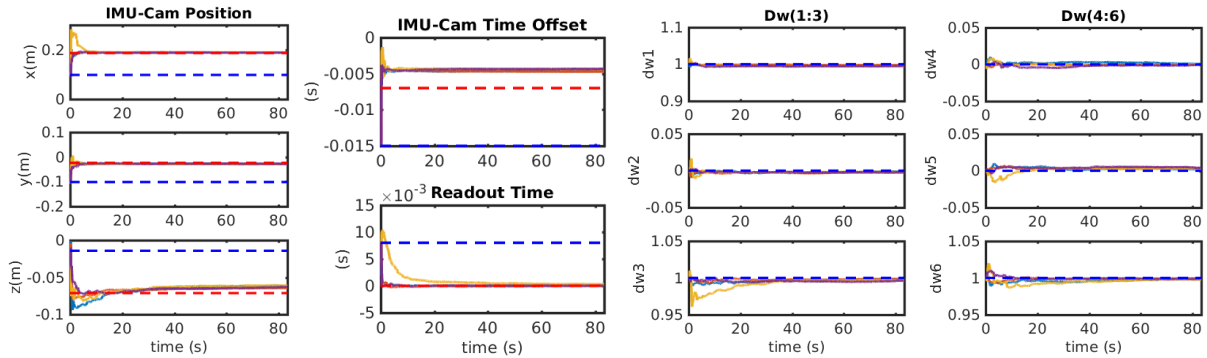 IMU-Cam Position
x(m)
0.2
0
0 20 40 60 80
y(m)
0.1
0
-0.1
-0.2
0 20 40 60 80
z(m)
0
-0.05
-0.1
0 20 40 60 80
time (s)
IMU-Cam Time Offset
(s)
0
-0.005
-0.01
-0.015
0 20 40 60 80
Readout Time
×10⁻³
(s)
15
10
5
0
-5
0 20 40 60 80
time (s)
Dw(1:3)
dw1
1.1
1
0.9
0 20 40 60 80
dw2
0.05
0
-0.05
0 20 40 60 80
dw3
1.05
1
0.95
0 20 40 60 80
time (s)
Dw(4:6)
dw4
0.05
0
-0.05
0 20 40 60 80
dw5
0.05
0
-0.05
0 20 40 60 80
dw6
1.05
1
0.95
0 20 40 60 80
time (s)